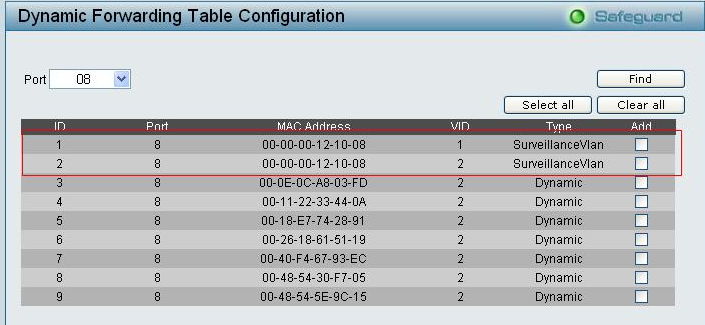 Dynamic Forwarding Table Configuration Safeguard
Port 08 Find
Select all Clear all
ID Port MAC Address VID Type Add
1 8 00-00-00-12-10-08 1 SurveillanceVlan
2 8 00-00-00-12-10-08 2 SurveillanceVlan
3 8 00-0E-0C-A8-03-FD 2 Dynamic
4 8 00-11-22-33-44-0A 2 Dynamic
5 8 00-18-E7-74-28-91 2 Dynamic
6 8 00-26-18-61-51-19 2 Dynamic
7 8 00-40-F4-67-93-EC 2 Dynamic
8 8 00-48-54-30-F7-05 2 Dynamic
9 8 00-48-54-5E-9C-15 2 Dynamic